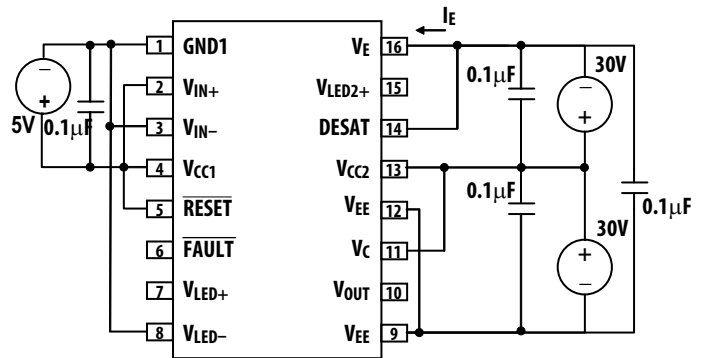 I_E
1 GND1
2 V_IN+
3 V_IN−
4 V_CC1
5 R̅E̅S̅E̅T̅
6 F̅A̅U̅L̅T̅
7 V_LED+
8 V_LED−
V_E 16
V_LED2+ 15
DESAT 14
V_CC2 13
V_EE 12
V_C 11
V_OUT 10
V_EE 9
−
+
5V
0.1µF
0.1µF
30V
−
+
0.1µF
30V
+
−
0.1µF